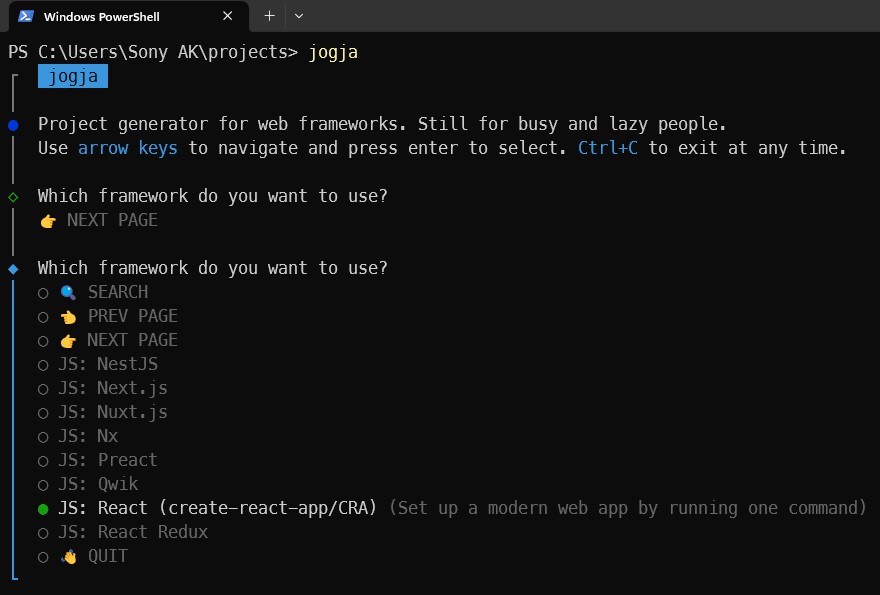 Windows PowerShell
PS C:\Users\Sony AK\projects> jogja
jogja
Project generator for web frameworks. Still for busy and lazy people.
Use arrow keys to navigate and press enter to select. Ctrl+C to exit at any time.
Which framework do you want to use?
👉 NEXT PAGE
Which framework do you want to use?
○ 🔍 SEARCH
○ 👈 PREV PAGE
○ 👉 NEXT PAGE
○ JS: NestJS
○ JS: Next.js
○ JS: Nuxt.js
○ JS: Nx
○ JS: Preact
○ JS: Qwik
● JS: React (create-react-app/CRA) (Set up a modern web app by running one command)
○ JS: React Redux
○ 👋 QUIT